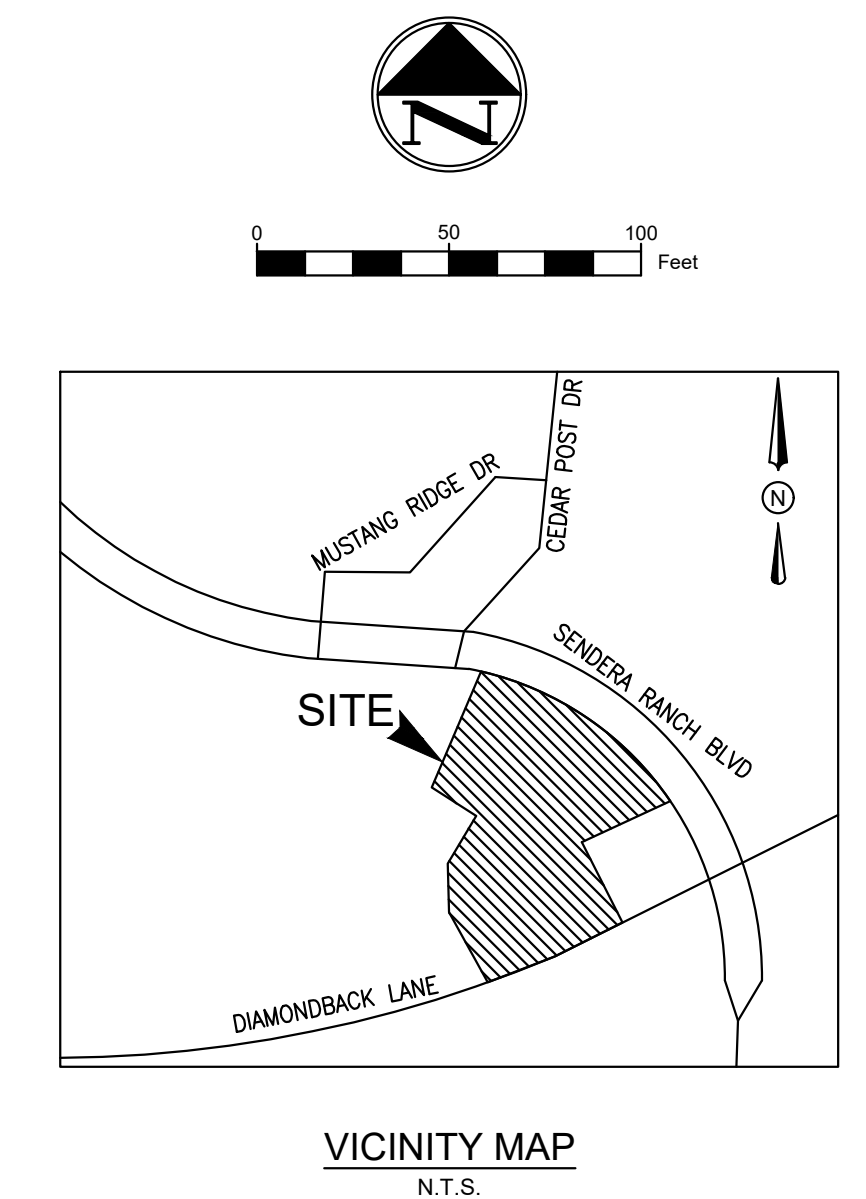 N
0 50 100
Feet
CEDAR POST DR
MUSTANG RIDGE DR
N
SENDERA RANCH BLVD
SITE
DIAMONDBACK LANE
VICINITY MAP
N.T.S.